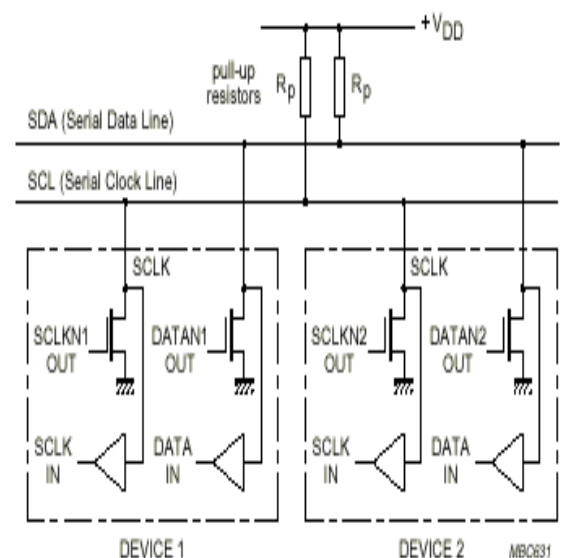 +VDD
pull-up
resistors
Rp
Rp
SDA (Serial Data Line)
SCL (Serial Clock Line)
SCLK
SCLK
SCLKN1
OUT
DATAN1
OUT
SCLKN2
OUT
DATAN2
OUT
SCLK
IN
DATA
IN
SCLK
IN
DATA
IN
DEVICE 1
DEVICE 2
MBC631